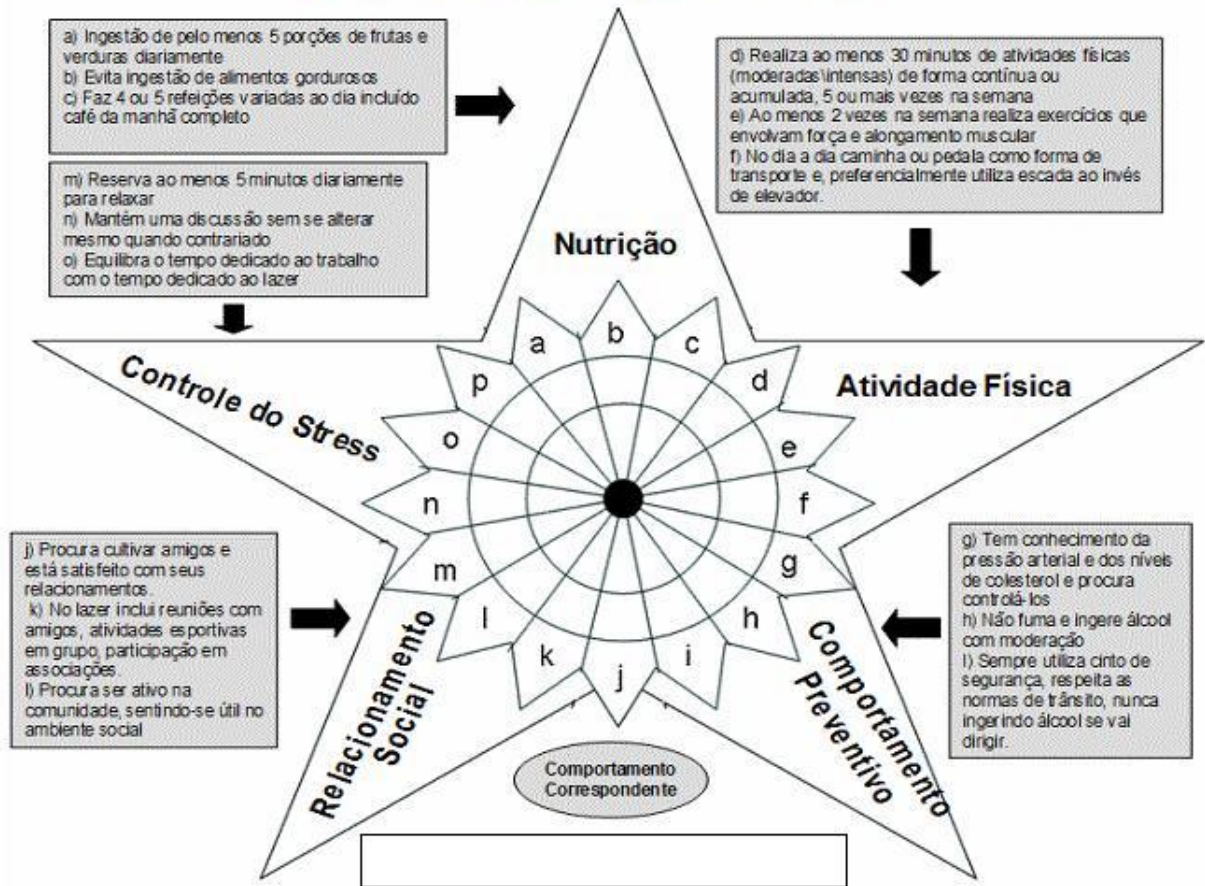 a) Ingestão de pelo menos 5 porções de frutas e
verduras diariamente
b) Evita ingestão de alimentos gordurosos
c) Faz 4 ou 5 refeições variadas ao dia incluído
café da manhã completo
d) Realiza ao menos 30 minutos de atividades físicas
(moderadas\intensas) de forma contínua ou
acumulada, 5 ou mais vezes na semana
e) Ao menos 2 vezes na semana realiza exercícios que
envolvam força e alongamento muscular
f) No dia a dia caminha ou pedala como forma de
transporte e, preferencialmente utiliza escada ao invés
de elevador.
m) Reserva ao menos 5 minutos diariamente
para relaxar
n) Mantém uma discussão sem se alterar
mesmo quando contrariado
o) Equilibra o tempo dedicado ao trabalho
com o tempo dedicado ao lazer
Nutrição
Controle do Stress
Atividade Física
a
b
c
d
e
f
g
h
i
j
k
l
m
n
o
p
j) Procura cultivar amigos e
está satisfeito com seus
relacionamentos.
k) No lazer inclui reuniões com
amigos, atividades esportivas
em grupo, participação em
associações.
l) Procura ser ativo na
comunidade, sentindo-se útil no
ambiente social
g) Tem conhecimento da
pressão arterial e dos níveis
de colesterol e procura
controlá-los
h) Não fuma e ingere álcool
com moderação
I) Sempre utiliza cinto de
segurança, respeita as
normas de trânsito, nunca
ingerindo álcool se vai
dirigir.
Relacionamento
Social
Comportamento
Preventivo
Comportamento
Correspondente